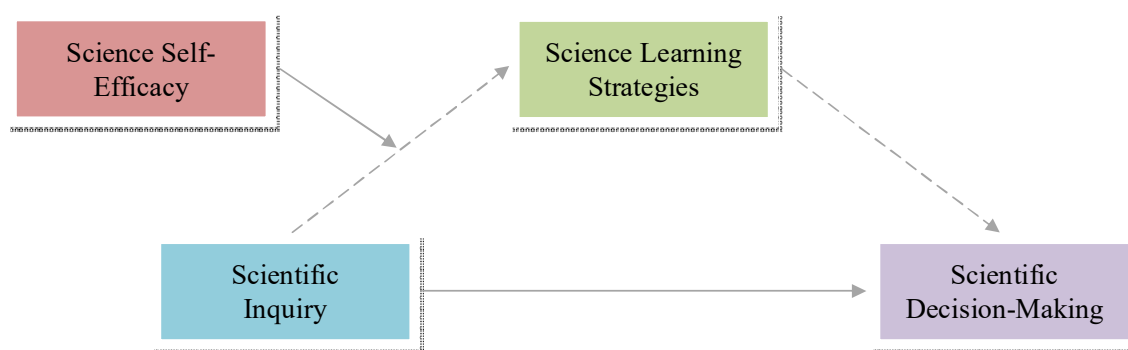 Science Self-
Efficacy
Science Learning
Strategies
Scientific
Inquiry
Scientific
Decision-Making